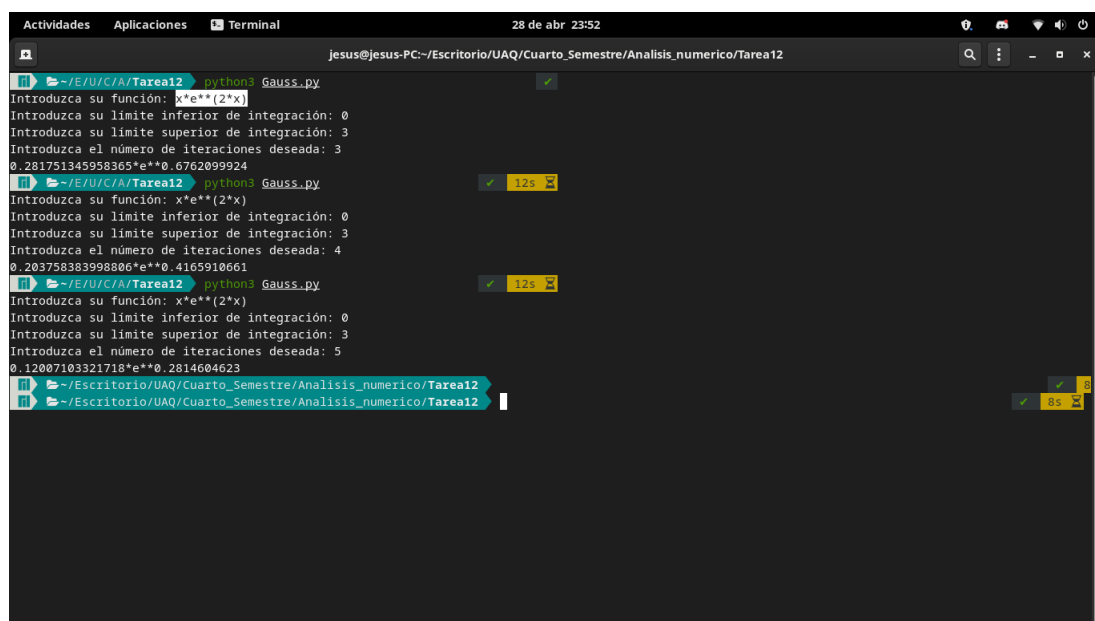 Actividades Aplicaciones Terminal 28 de abr 23:52
jesus@jesus-PC:~/Escritorio/UAQ/Cuarto_Semestre/Analisis_numerico/Tarea12
~/E/U/C/A/Tarea12 python3 Gauss.py ✔
Introduzca su función: x*e**(2*x)
Introduzca su límite inferior de integración: 0
Introduzca su límite superior de integración: 3
Introduzca el número de iteraciones deseada: 3
0.281751345958365*e**0.6762099924
~/E/U/C/A/Tarea12 python3 Gauss.py ✔ 12s
Introduzca su función: x*e**(2*x)
Introduzca su límite inferior de integración: 0
Introduzca su límite superior de integración: 3
Introduzca el número de iteraciones deseada: 4
0.203758383998806*e**0.4165910661
~/E/U/C/A/Tarea12 python3 Gauss.py ✔ 12s
Introduzca su función: x*e**(2*x)
Introduzca su límite inferior de integración: 0
Introduzca su límite superior de integración: 3
Introduzca el número de iteraciones deseada: 5
0.12007103321718*e**0.2814604623
~/Escritorio/UAQ/Cuarto_Semestre/Analisis_numerico/Tarea12 ✔ 8
~/Escritorio/UAQ/Cuarto_Semestre/Analisis_numerico/Tarea12 ✔ 8s